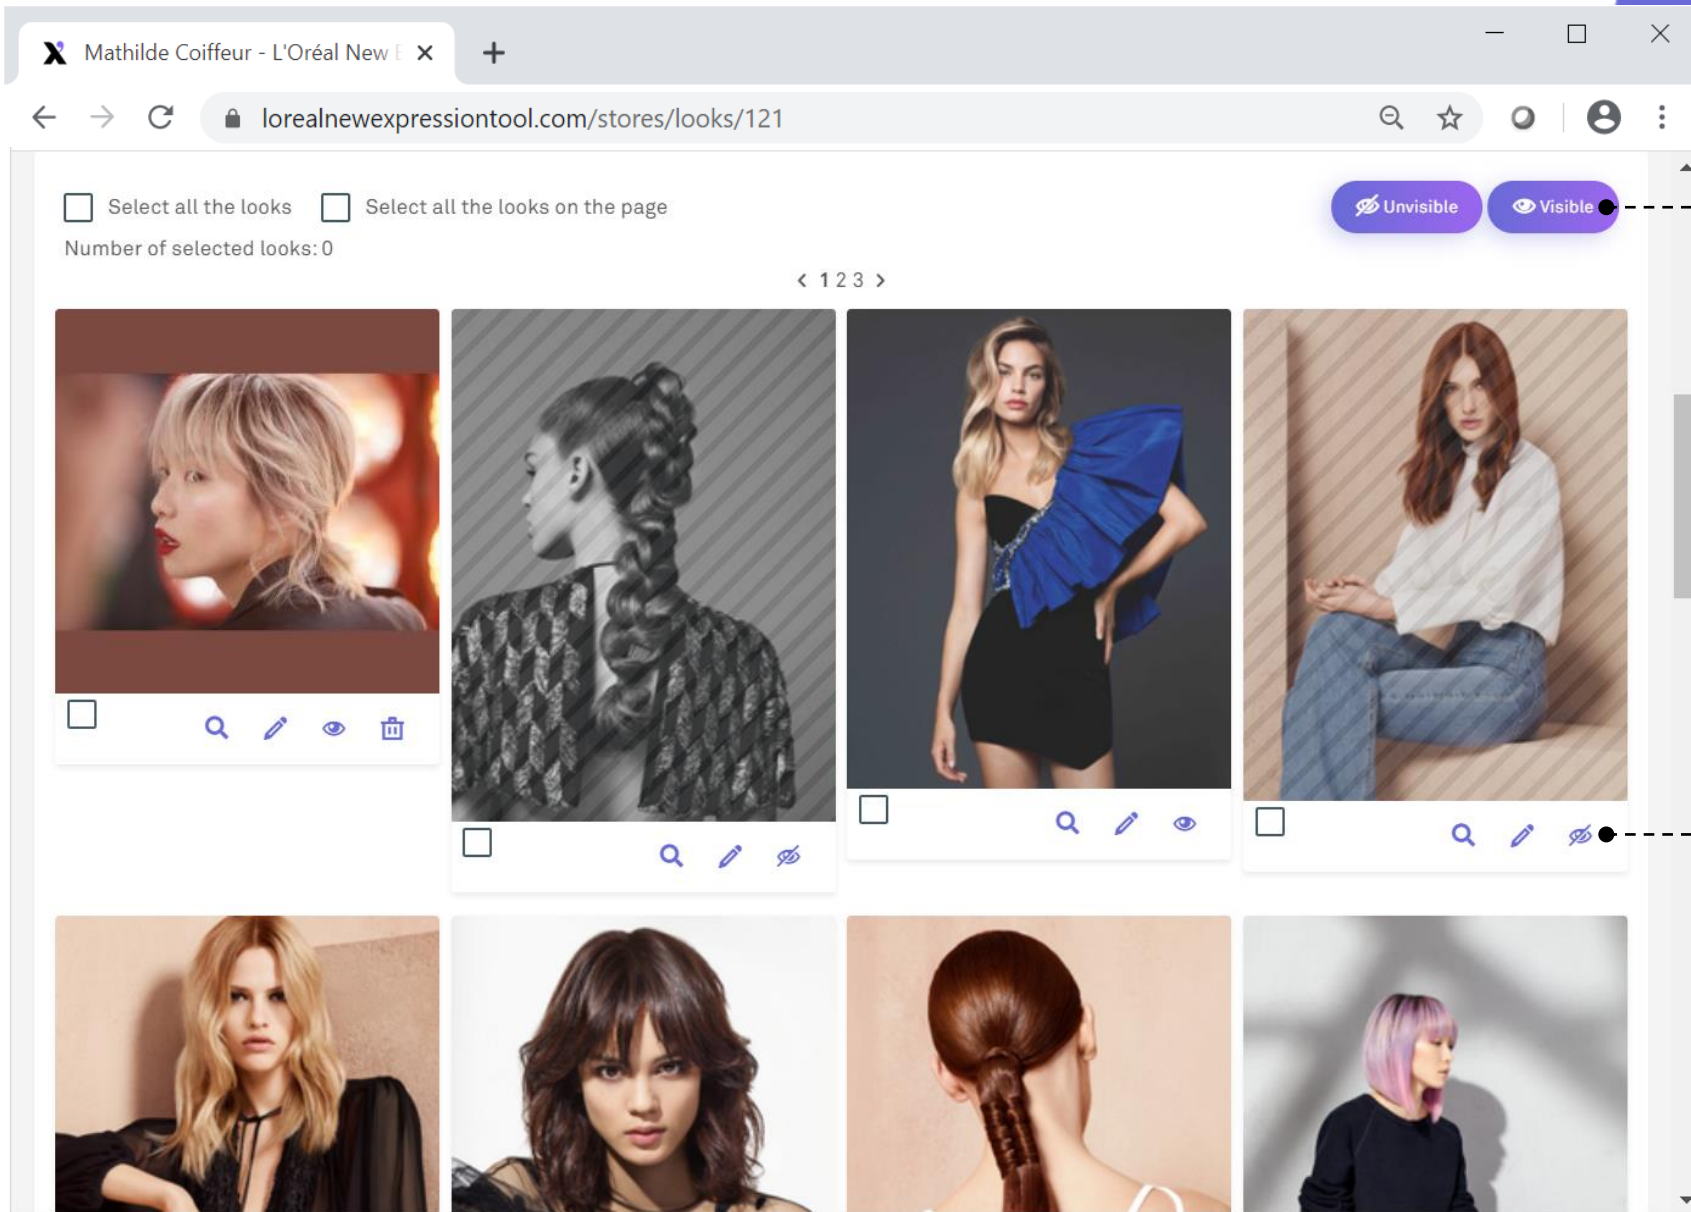 Mathilde Coiffeur - L'Oréal New E
lorealnewexpressiontool.com/stores/looks/121
Select all the looks Select all the looks on the page
Unvisible Visible
Number of selected looks: 0
< 1 2 3 >